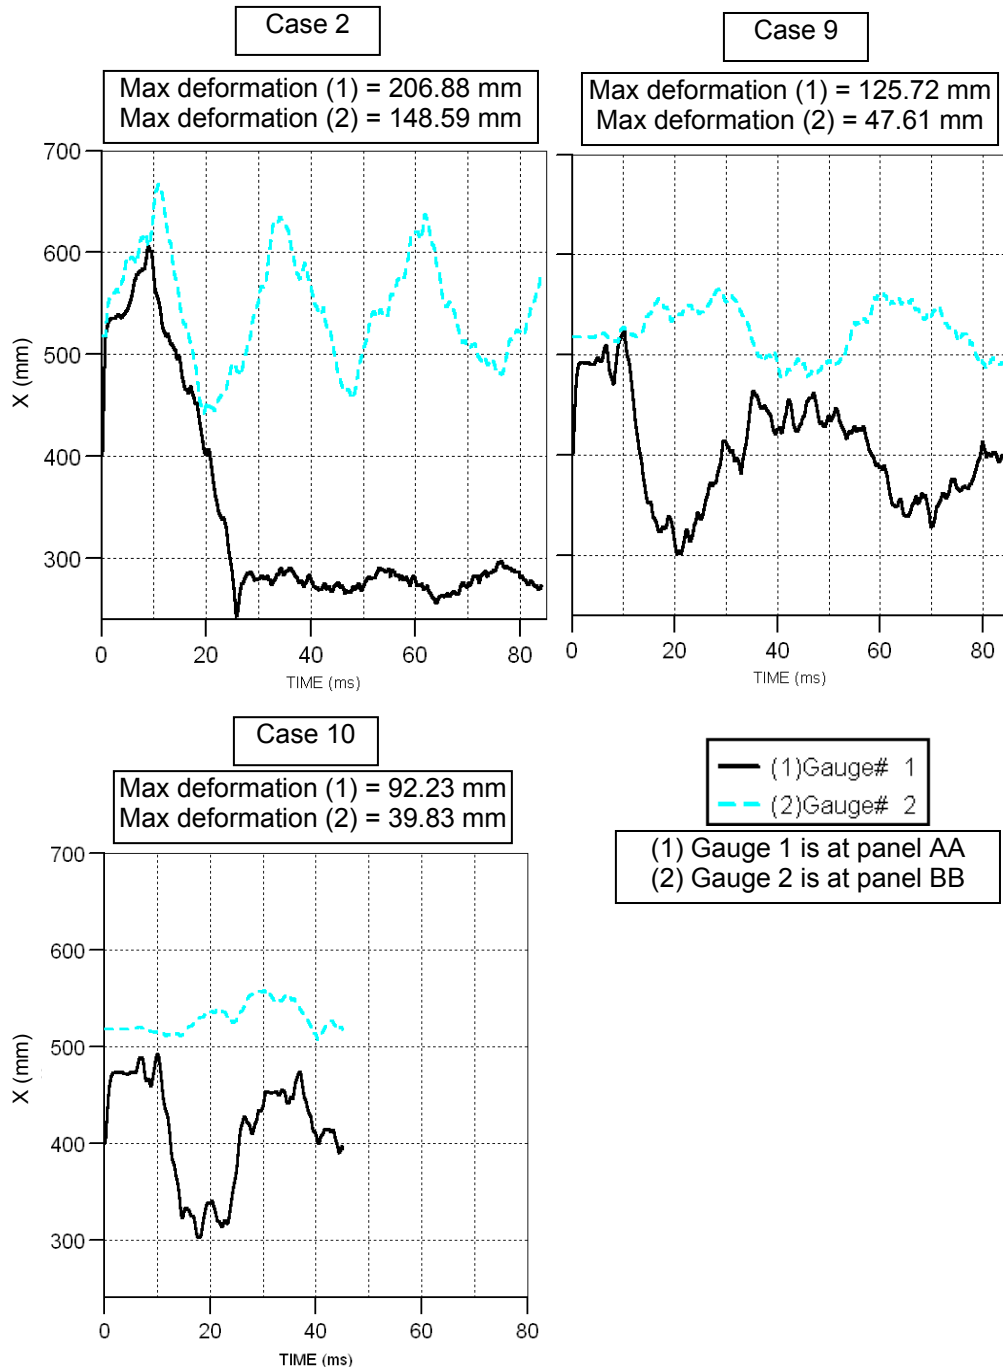 Case 2
Max deformation (1) = 206.88 mm
Max deformation (2) = 148.59 mm
700
600
500
400
300
X (mm)
0 20 40 60 80
TIME (ms)
Case 9
Max deformation (1) = 125.72 mm
Max deformation (2) = 47.61 mm
0 20 40 60 80
TIME (ms)
Case 10
Max deformation (1) = 92.23 mm
Max deformation (2) = 39.83 mm
700
600
500
400
300
X (mm)
0 20 40 60 80
TIME (ms)
(1)Gauge# 1
(2)Gauge# 2
(1) Gauge 1 is at panel AA
(2) Gauge 2 is at panel BB